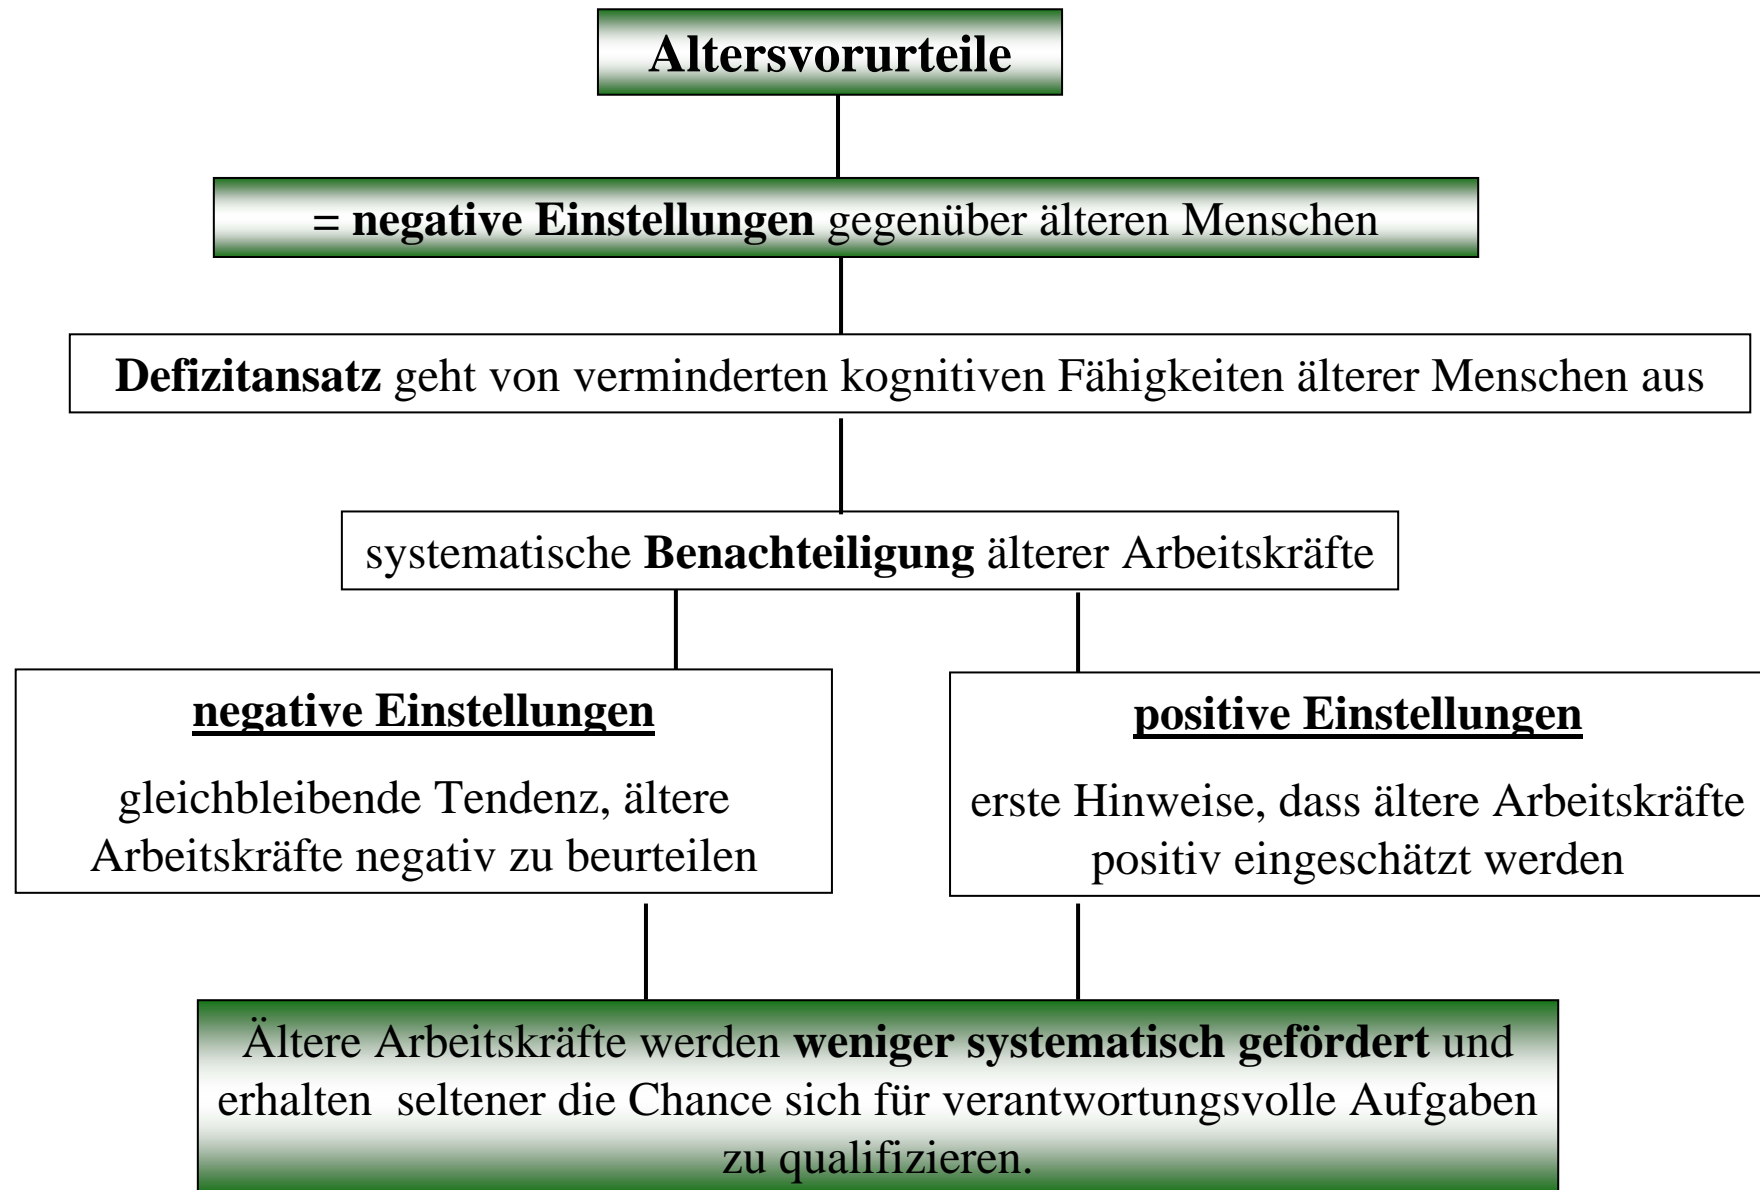 Altersvorurteile
= negative Einstellungen gegenüber älteren Menschen
Defizitansatz geht von verminderten kognitiven Fähigkeiten älterer Menschen aus
systematische Benachteiligung älterer Arbeitskräfte
negative Einstellungen
gleichbleibende Tendenz, ältere
Arbeitskräfte negativ zu beurteilen
positive Einstellungen
erste Hinweise, dass ältere Arbeitskräfte
positiv eingeschätzt werden
Ältere Arbeitskräfte werden weniger systematisch gefördert und
erhalten  seltener die Chance sich für verantwortungsvolle Aufgaben
zu qualifizieren.